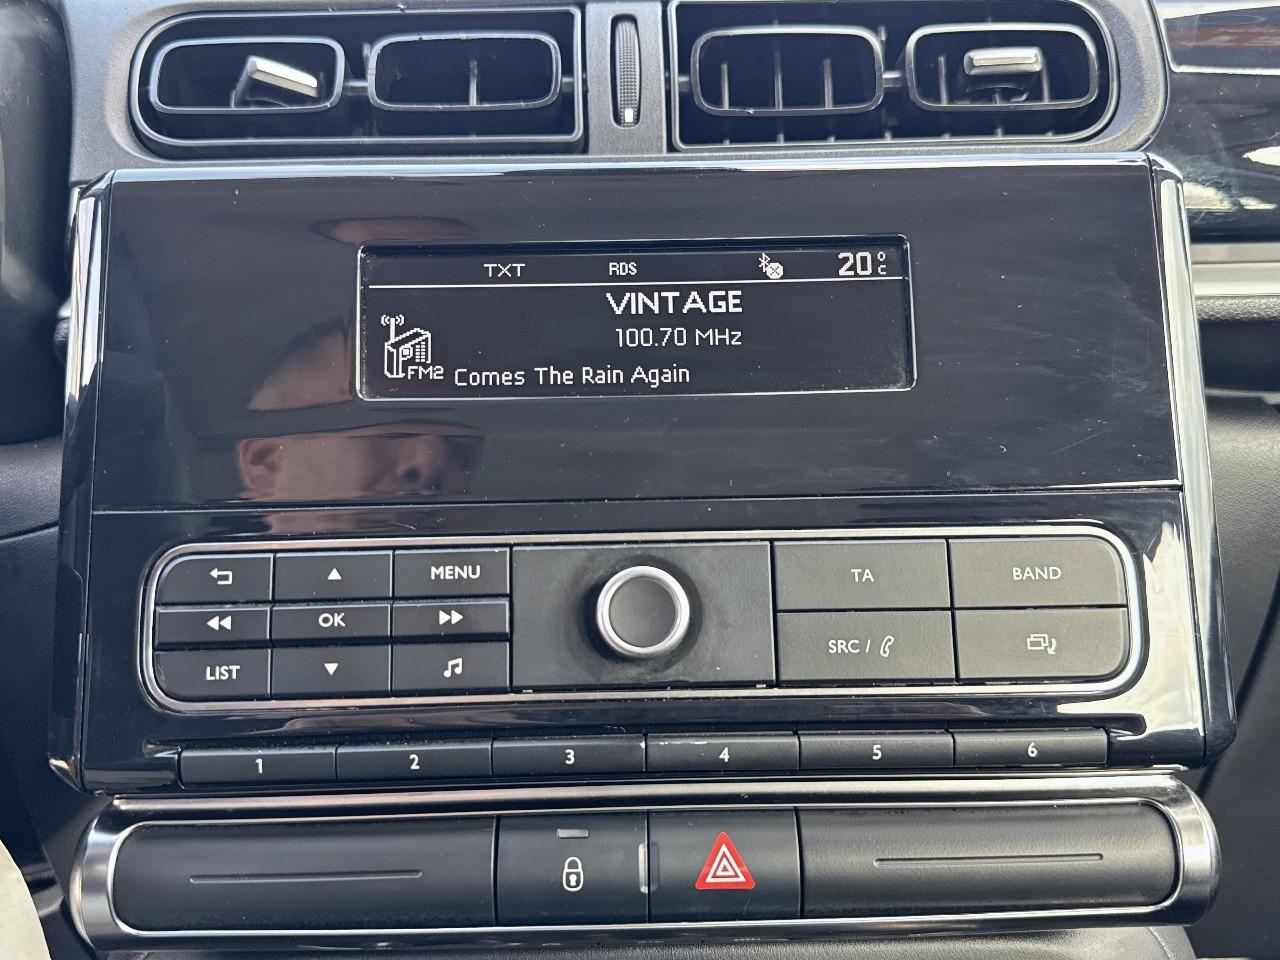 TXT RDS 20°C
VINTAGE
100.70 MHz
FM2 Comes The Rain Again
MENU
OK
LIST
TA BAND
SRC /
1 2 3 4 5 6